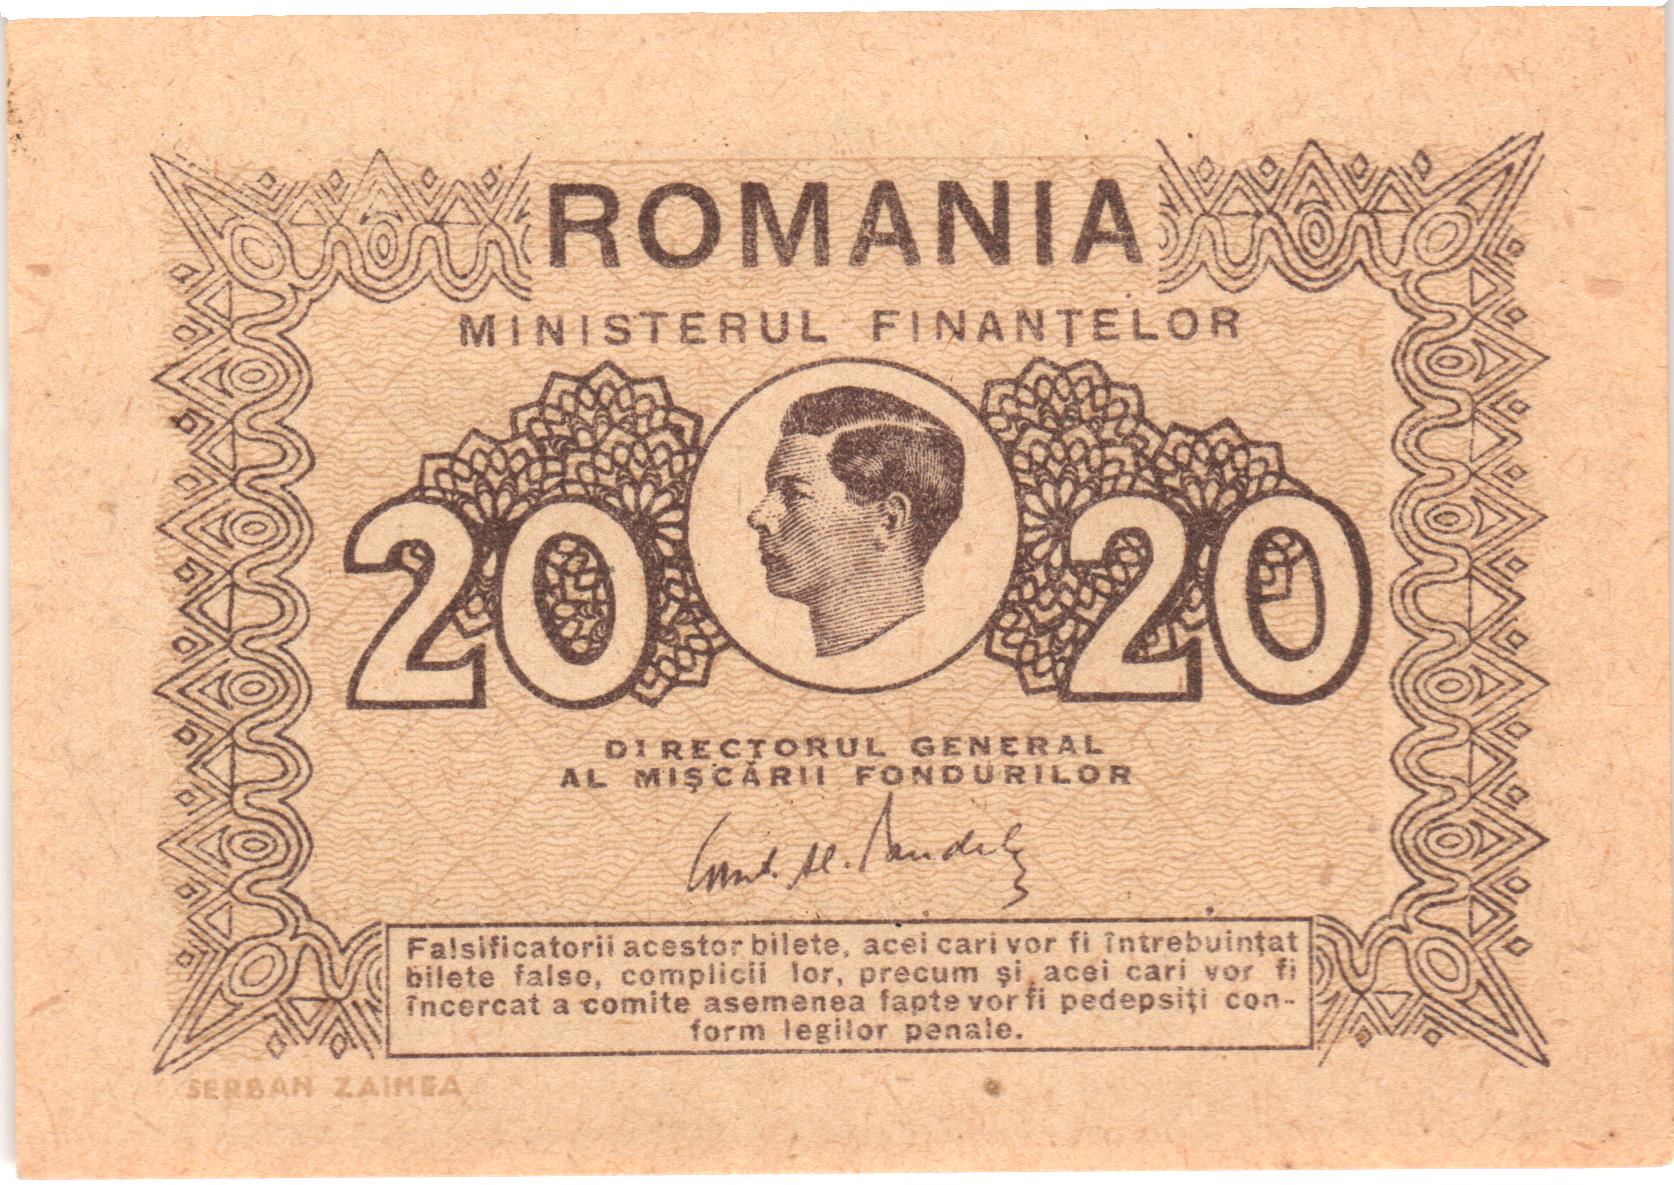 ROMANIA
MINISTERUL FINANȚELOR
20 20
DIRECTORUL GENERAL
AL MIȘCĂRII FONDURILOR
Falsificatorii acestor bilete, acei cari vor fi întrebuințat
bilete false, complicii lor, precum și acei cari vor fi
încercat a comite asemenea fapte vor fi pedepsiți con-
form legilor penale.
SERBAN ZAINEA